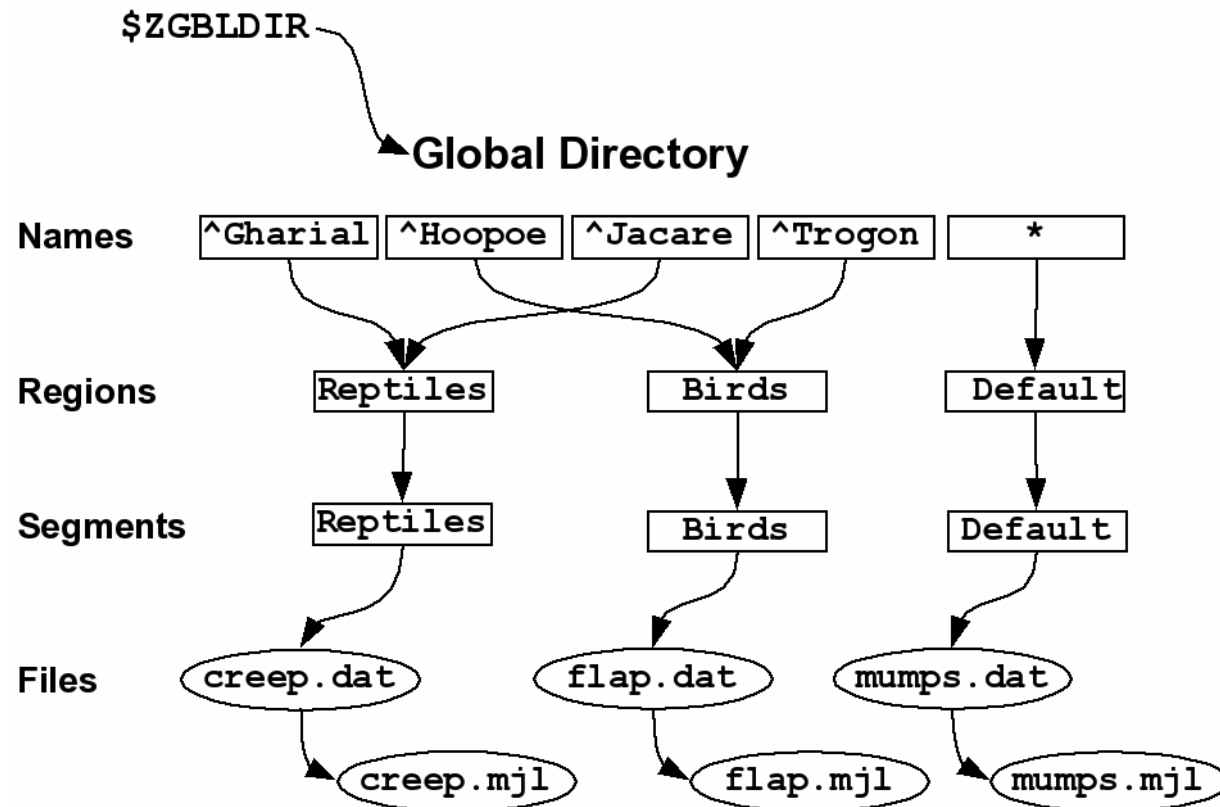 $ZGBLDIR
Global Directory
Names ^Gharial ^Hoopoe ^Jacare ^Trogon *
Regions Reptiles Birds Default
Segments Reptiles Birds Default
Files creep.dat flap.dat mumps.dat
creep.mjl flap.mjl mumps.mjl